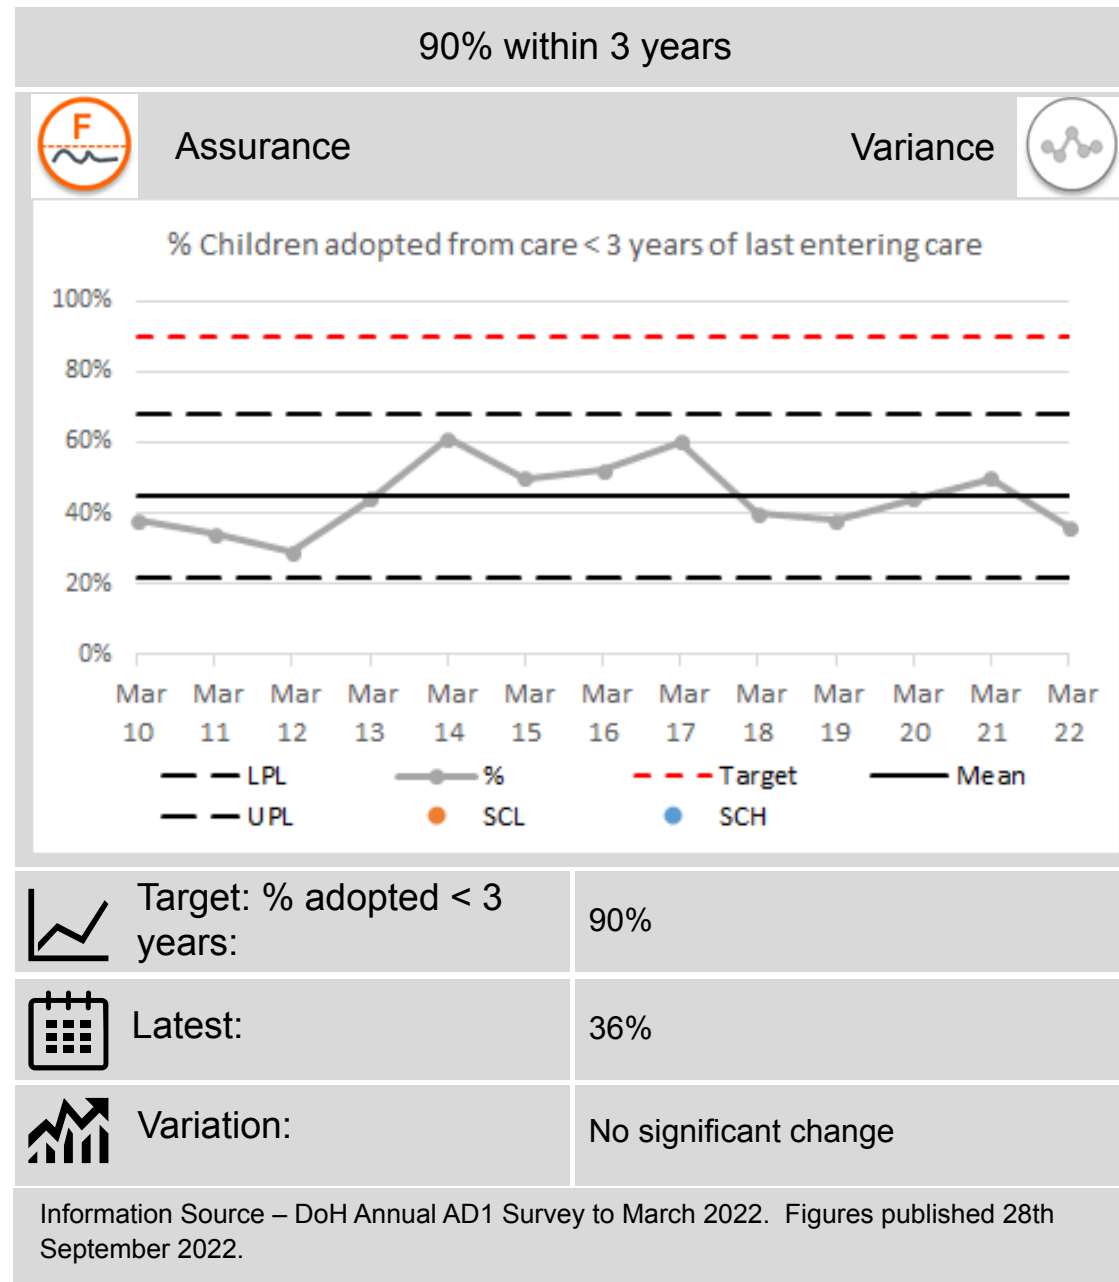 90% within 3 years
F
Assurance
Variance
% Children adopted from care < 3 years of last entering care
100%
80%
60%
40%
20%
0%
Mar Mar Mar Mar Mar Mar Mar Mar Mar Mar Mar Mar Mar
10 11 12 13 14 15 16 17 18 19 20 21 22
LPL % Target Mean
UPL SCL SCH
Target: % adopted < 3
years:
90%
Latest:
36%
Variation:
No significant change
Information Source – DoH Annual AD1 Survey to March 2022. Figures published 28th
September 2022.